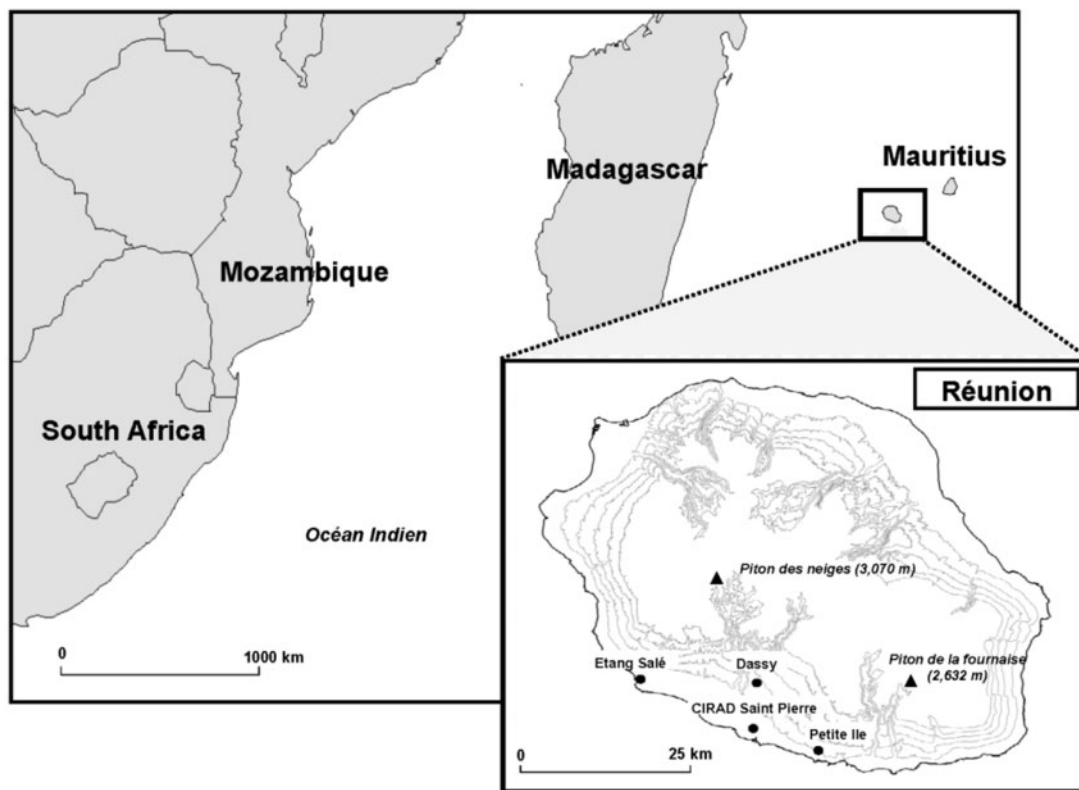 Mauritius
Madagascar
Mozambique
South Africa
Océan Indien
0
1000 km
Réunion
Piton des neiges (3,070 m)
Etang Salé
Dassy
Piton de la fournaise
(2,632 m)
CIRAD Saint Pierre
Petite Ile
0
25 km